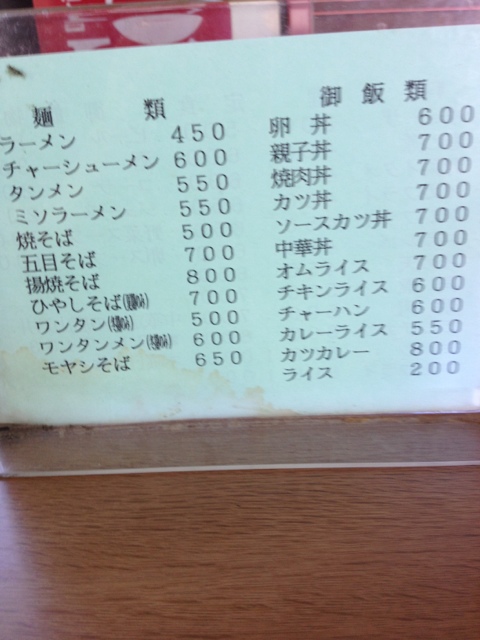 麺 類
ラーメン 450
チャーシューメン 600
タンメン 550
ミソラーメン 550
焼そば 500
五目そば 700
揚焼そば 800
ひやしそば 700
ワンタン 500
ワンタンメン 600
モヤシそば 650
御 飯 類
卵 丼 600
親子丼 700
焼肉丼 700
カツ丼 700
ソースカツ丼 700
中華丼 700
オムライス 700
チキンライス 600
チャーハン 600
カレーライス 550
カツカレー 800
ライス 200